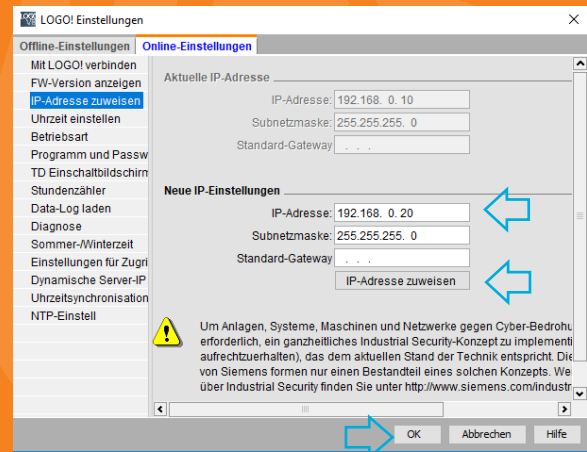 LOGO! Einstellungen
Offline-Einstellungen Online-Einstellungen
Mit LOGO! verbinden
FW-Version anzeigen
IP-Adresse zuweisen
Uhrzeit einstellen
Betriebsart
Programm und Passw
TD Einschaltbildschirm
Stundenzähler
Data-Log laden
Diagnose
Sommer-/Winterzeit
Einstellungen für Zugri
Dynamische Server-IP
Uhrzeitsynchronisation
NTP-Einstell
Aktuelle IP-Adresse
IP-Adresse: 192.168. 0. 10
Subnetzmaske: 255.255.255. 0
Standard-Gateway . . .
Neue IP-Einstellungen
IP-Adresse: 192.168. 0. 20
Subnetzmaske: 255.255.255. 0
Standard-Gateway . . .
IP-Adresse zuweisen
Um Anlagen, Systeme, Maschinen und Netzwerke gegen Cyber-Bedrohu
erforderlich, ein ganzheitliches Industrial Security-Konzept zu implementi
aufrechtzuerhalten), das dem aktuellen Stand der Technik entspricht. Die
von Siemens formen nur einen Bestandteil eines solchen Konzepts. We
über Industrial Security finden Sie unter http://www.siemens.com/industr
OK Abbrechen Hilfe